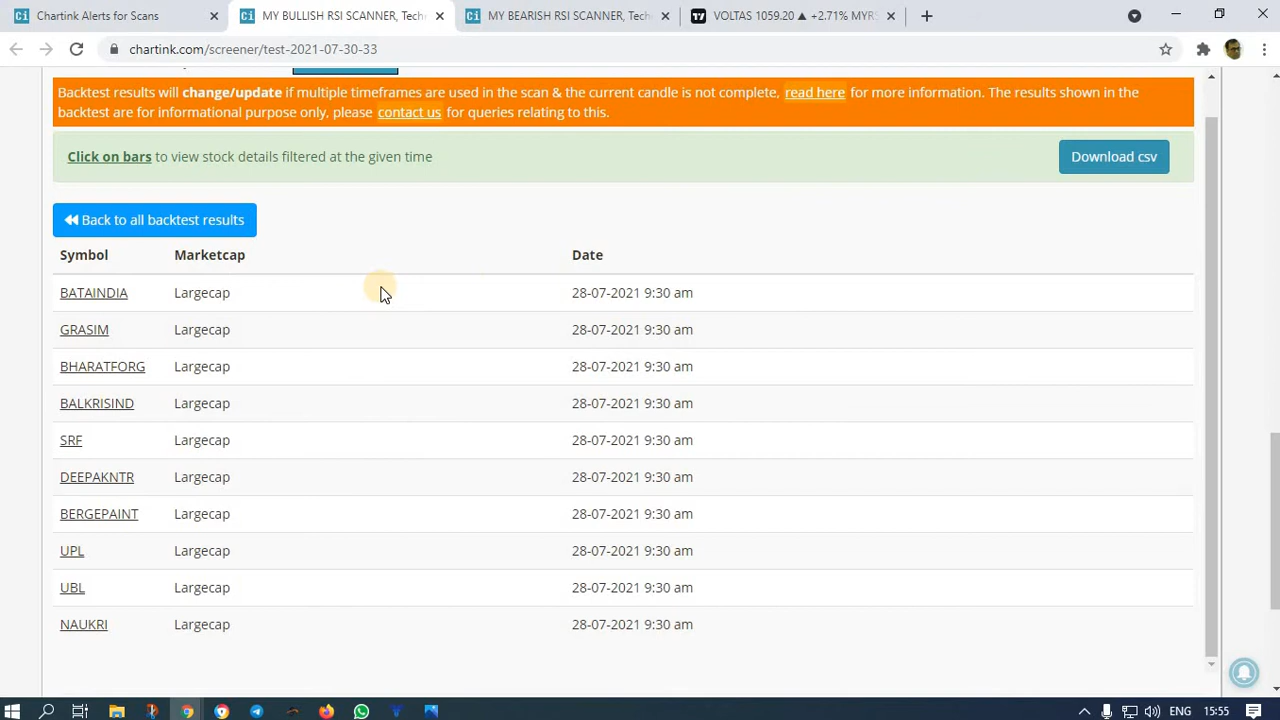 Chartink Alerts for Scans
MY BULLISH RSI SCANNER, Tech
MY BEARISH RSI SCANNER, Tech
VOLTAS 1059.20 ▲ +2.71% MYRS
chartink.com/screener/test-2021-07-30-33
Backtest results will change/update if multiple timeframes are used in the scan & the current candle is not complete, read here for more information. The results shown in the
backtest are for informational purpose only, please contact us for queries relating to this.
Click on bars to view stock details filtered at the given time
Download csv
Back to all backtest results
Symbol Marketcap Date
BATAINDIA Largecap 28-07-2021 9:30 am
GRASIM Largecap 28-07-2021 9:30 am
BHARATFORG Largecap 28-07-2021 9:30 am
BALKRISIND Largecap 28-07-2021 9:30 am
SRF Largecap 28-07-2021 9:30 am
DEEPAKNTR Largecap 28-07-2021 9:30 am
BERGEPAINT Largecap 28-07-2021 9:30 am
UPL Largecap 28-07-2021 9:30 am
UBL Largecap 28-07-2021 9:30 am
NAUKRI Largecap 28-07-2021 9:30 am
ENG 15:55